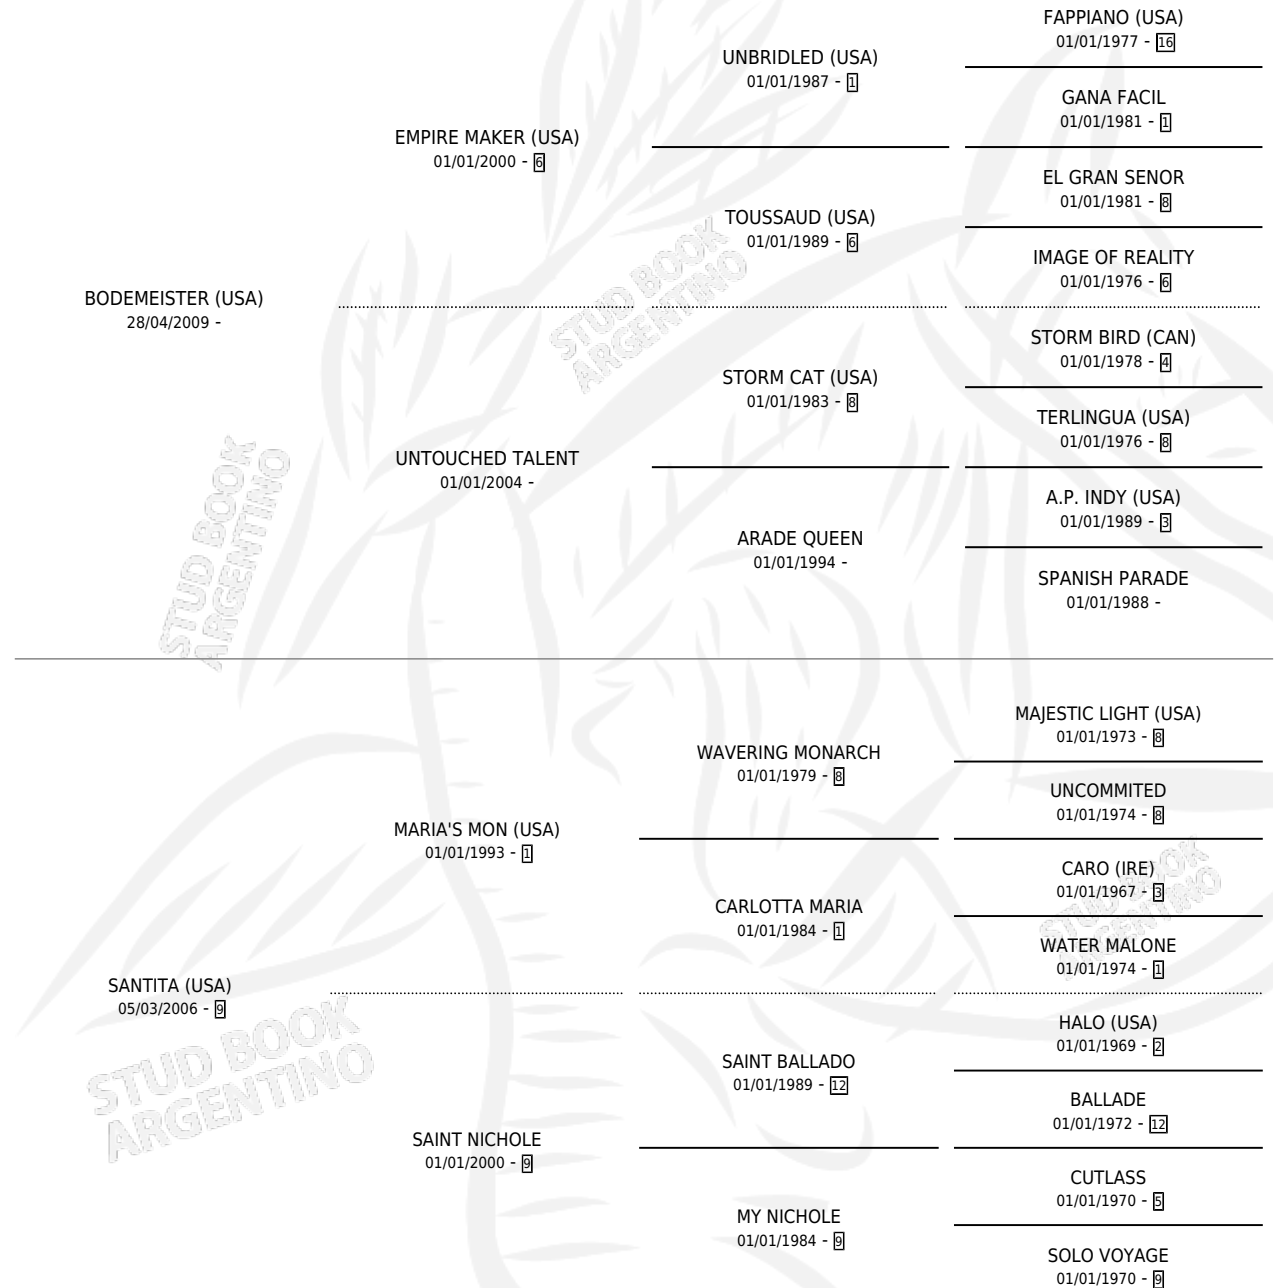 FAPPIANO (USA)
01/01/1977 - 16
UNBRIDLED (USA)
01/01/1987 - 1
GANA FACIL
01/01/1981 - 1
EMPIRE MAKER (USA)
01/01/2000 - 6
EL GRAN SENOR
01/01/1981 - 8
TOUSSAUD (USA)
01/01/1989 - 6
IMAGE OF REALITY
01/01/1976 - 6
BODEMEISTER (USA)
28/04/2009 -
STORM BIRD (CAN)
01/01/1978 - 4
STORM CAT (USA)
01/01/1983 - 8
TERLINGUA (USA)
01/01/1976 - 8
UNTOUCHED TALENT
01/01/2004 -
A.P. INDY (USA)
01/01/1989 - 3
ARADE QUEEN
01/01/1994 -
SPANISH PARADE
01/01/1988 -
MAJESTIC LIGHT (USA)
01/01/1973 - 8
WAVERING MONARCH
01/01/1979 - 8
UNCOMMITED
01/01/1974 - 8
MARIA'S MON (USA)
01/01/1993 - 1
CARO (IRE)
01/01/1967 - 3
CARLOTTA MARIA
01/01/1984 - 1
WATER MALONE
01/01/1974 - 1
SANTITA (USA)
05/03/2006 - 9
HALO (USA)
01/01/1969 - 2
SAINT BALLADO
01/01/1989 - 12
BALLADE
01/01/1972 - 12
SAINT NICHOLE
01/01/2000 - 9
CUTLASS
01/01/1970 - 5
MY NICHOLE
01/01/1984 - 9
SOLO VOYAGE
01/01/1970 - 9
STUD BOOK
ARGENTINO
STUD BOOK
ARGENTINO
STUD BOOK
ARGENTINO
STUD BOOK
ARGENTINO